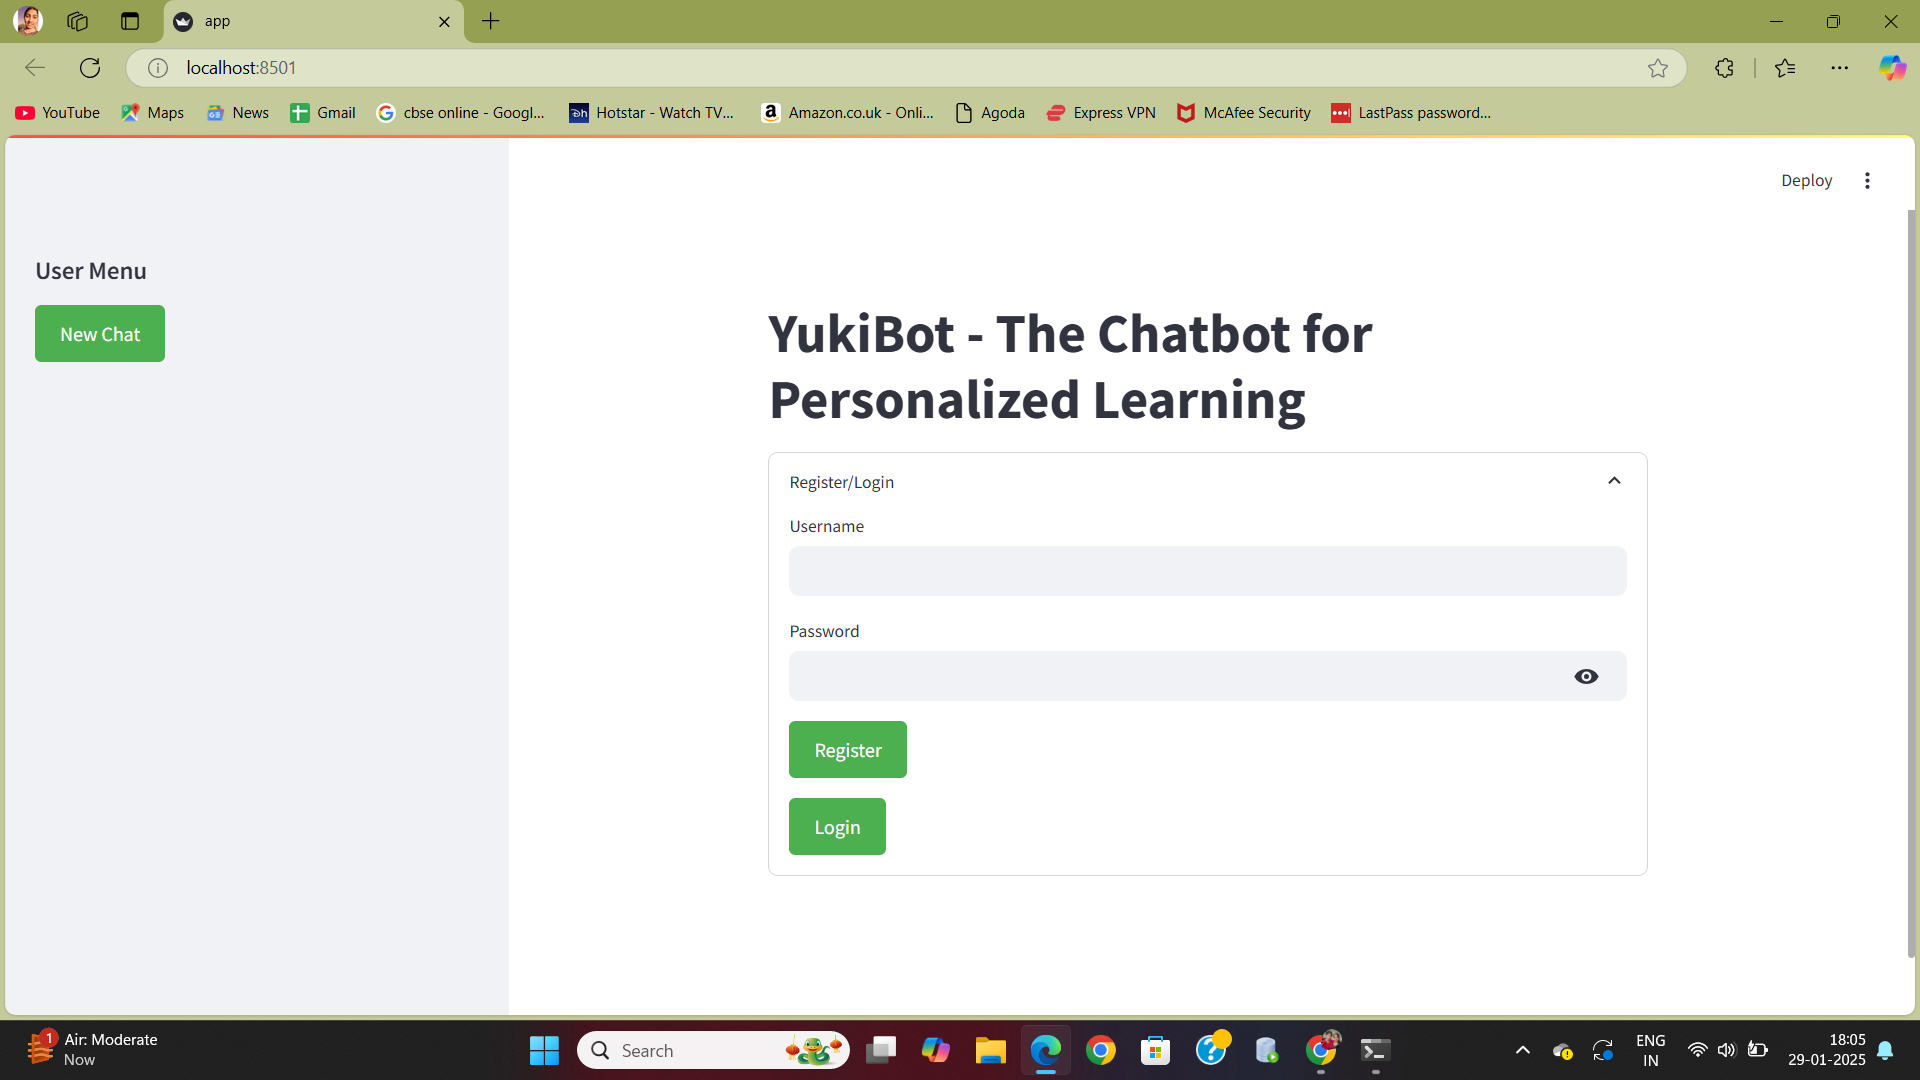 app
localhost:8501
YouTube
Maps
News
Gmail
cbse online - Googl...
Hotstar - Watch TV...
Amazon.co.uk - Onli...
Agoda
Express VPN
McAfee Security
LastPass password...
Deploy
User Menu
New Chat
YukiBot - The Chatbot for
Personalized Learning
Register/Login
Username
Password
Register
Login
1
Air: Moderate
Now
Search
ENG
IN
18:05
29-01-2025